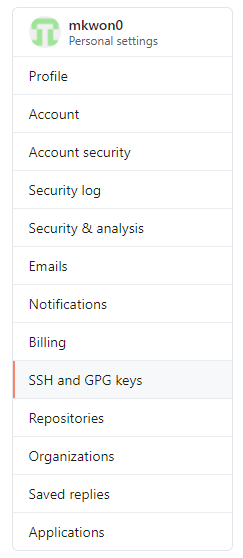 mkwon0
Personal settings
Profile
Account
Account security
Security log
Security & analysis
Emails
Notifications
Billing
SSH and GPG keys
Repositories
Organizations
Saved replies
Applications